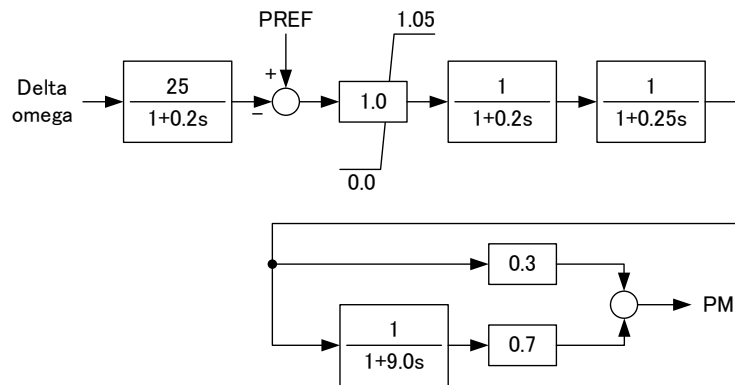 PREF
1.05
+
Delta
omega
25
1+0.2s
−
1.0
1
1+0.2s
1
1+0.25s
0.0
0.3
PM
1
1+9.0s
0.7